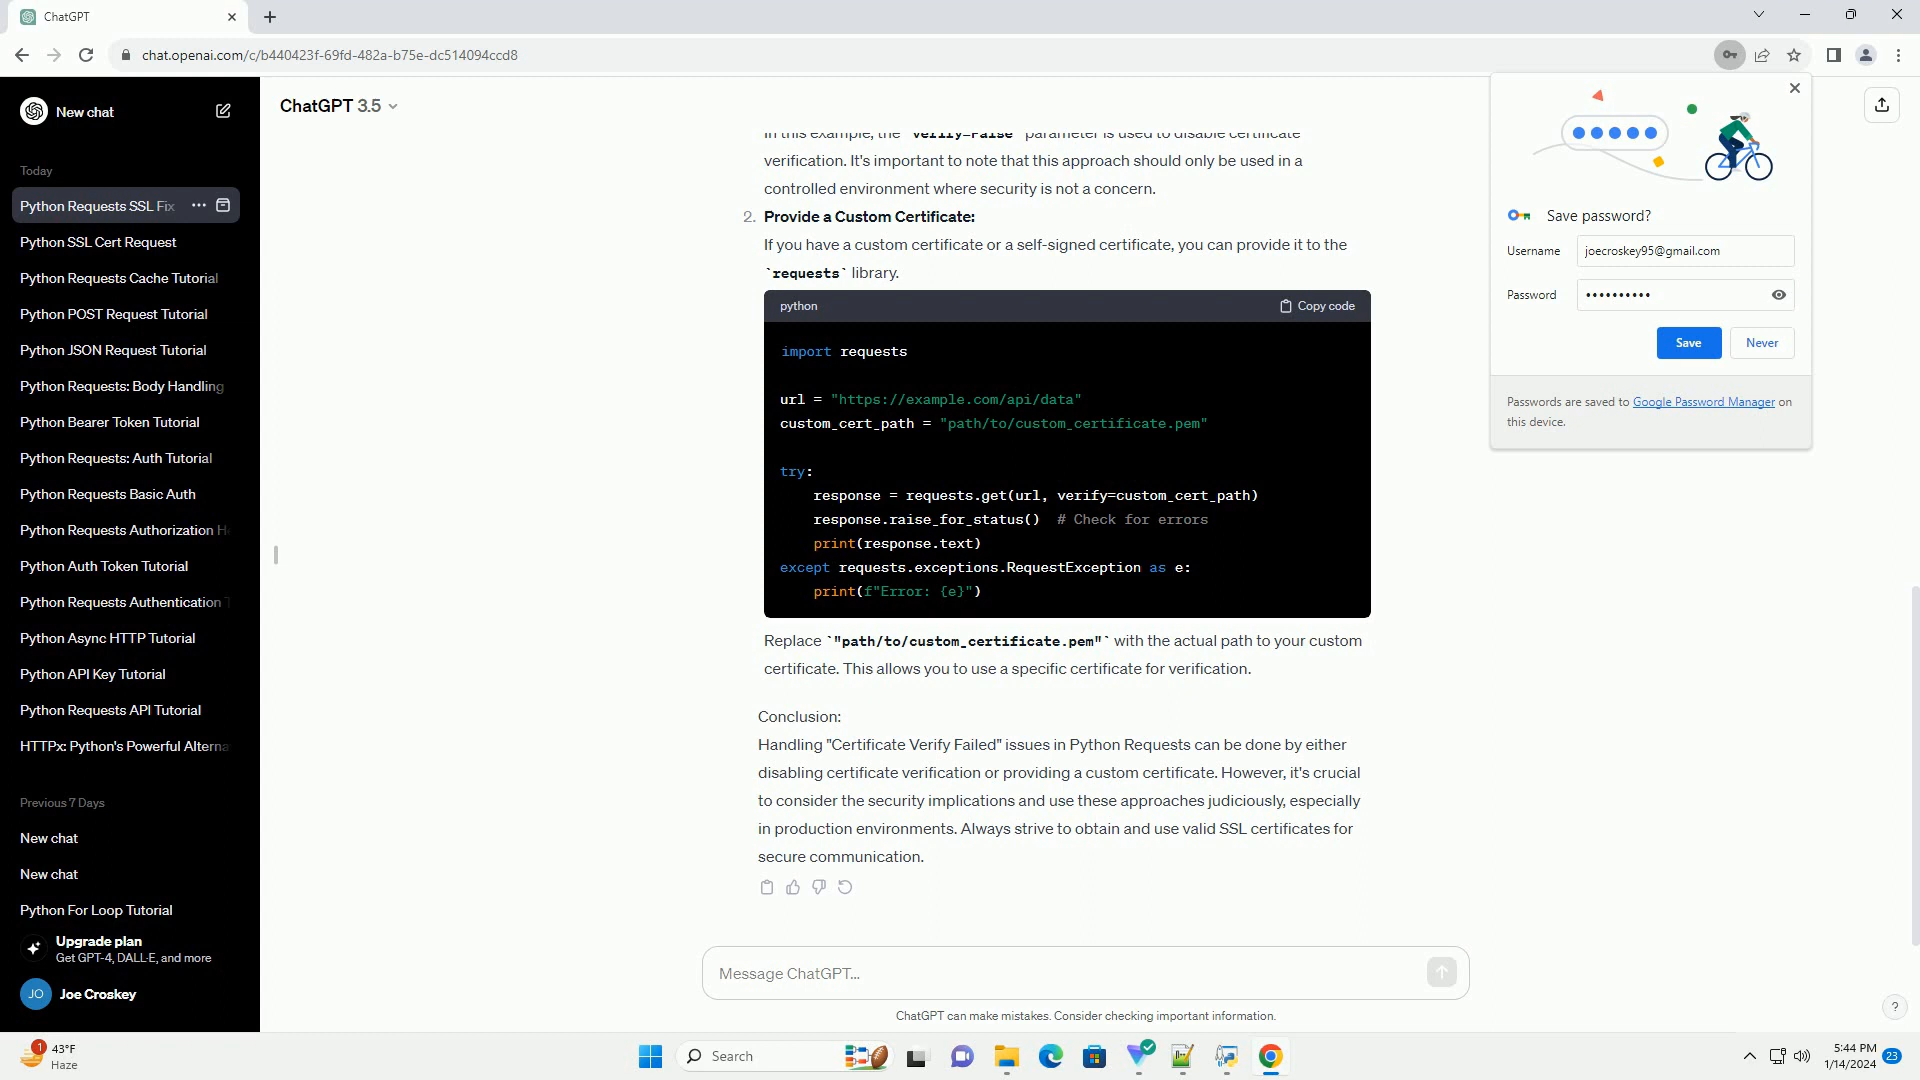 ChatGPT
chat.openai.com/c/b440423f-69fd-482a-b75e-dc514094ccd8
New chat
Today
Python Requests SSL Fix
Python SSL Cert Request
Python Requests Cache Tutorial
Python POST Request Tutorial
Python JSON Request Tutorial
Python Requests: Body Handling
Python Bearer Token Tutorial
Python Requests: Auth Tutorial
Python Requests Basic Auth
Python Requests Authorization H
Python Auth Token Tutorial
Python Requests Authentication T
Python Async HTTP Tutorial
Python API Key Tutorial
Python Requests API Tutorial
HTTPx: Python's Powerful Alterna
Previous 7 Days
New chat
New chat
Python For Loop Tutorial
Upgrade plan
Get GPT-4, DALL·E, and more
JO Joe Croskey
ChatGPT 3.5
In this example, the `verify=False` parameter is used to disable certificate
verification. It's important to note that this approach should only be used in a
controlled environment where security is not a concern.
2. Provide a Custom Certificate:
If you have a custom certificate or a self-signed certificate, you can provide it to the
`requests` library.
python Copy code
import requests
url = "https://example.com/api/data"
custom_cert_path = "path/to/custom_certificate.pem"
try:
response = requests.get(url, verify=custom_cert_path)
response.raise_for_status() # Check for errors
print(response.text)
except requests.exceptions.RequestException as e:
print(f"Error: {e}")
Replace `"path/to/custom_certificate.pem"` with the actual path to your custom
certificate. This allows you to use a specific certificate for verification.
Conclusion:
Handling "Certificate Verify Failed" issues in Python Requests can be done by either
disabling certificate verification or providing a custom certificate. However, it's crucial
to consider the security implications and use these approaches judiciously, especially
in production environments. Always strive to obtain and use valid SSL certificates for
secure communication.
Message ChatGPT...
ChatGPT can make mistakes. Consider checking important information.
?
Save password?
Username joecroskey95@gmail.com
Password ••••••••••
Save Never
Passwords are saved to Google Password Manager on
this device.
1
43°F
Haze
Search
5:44 PM
1/14/2024
23